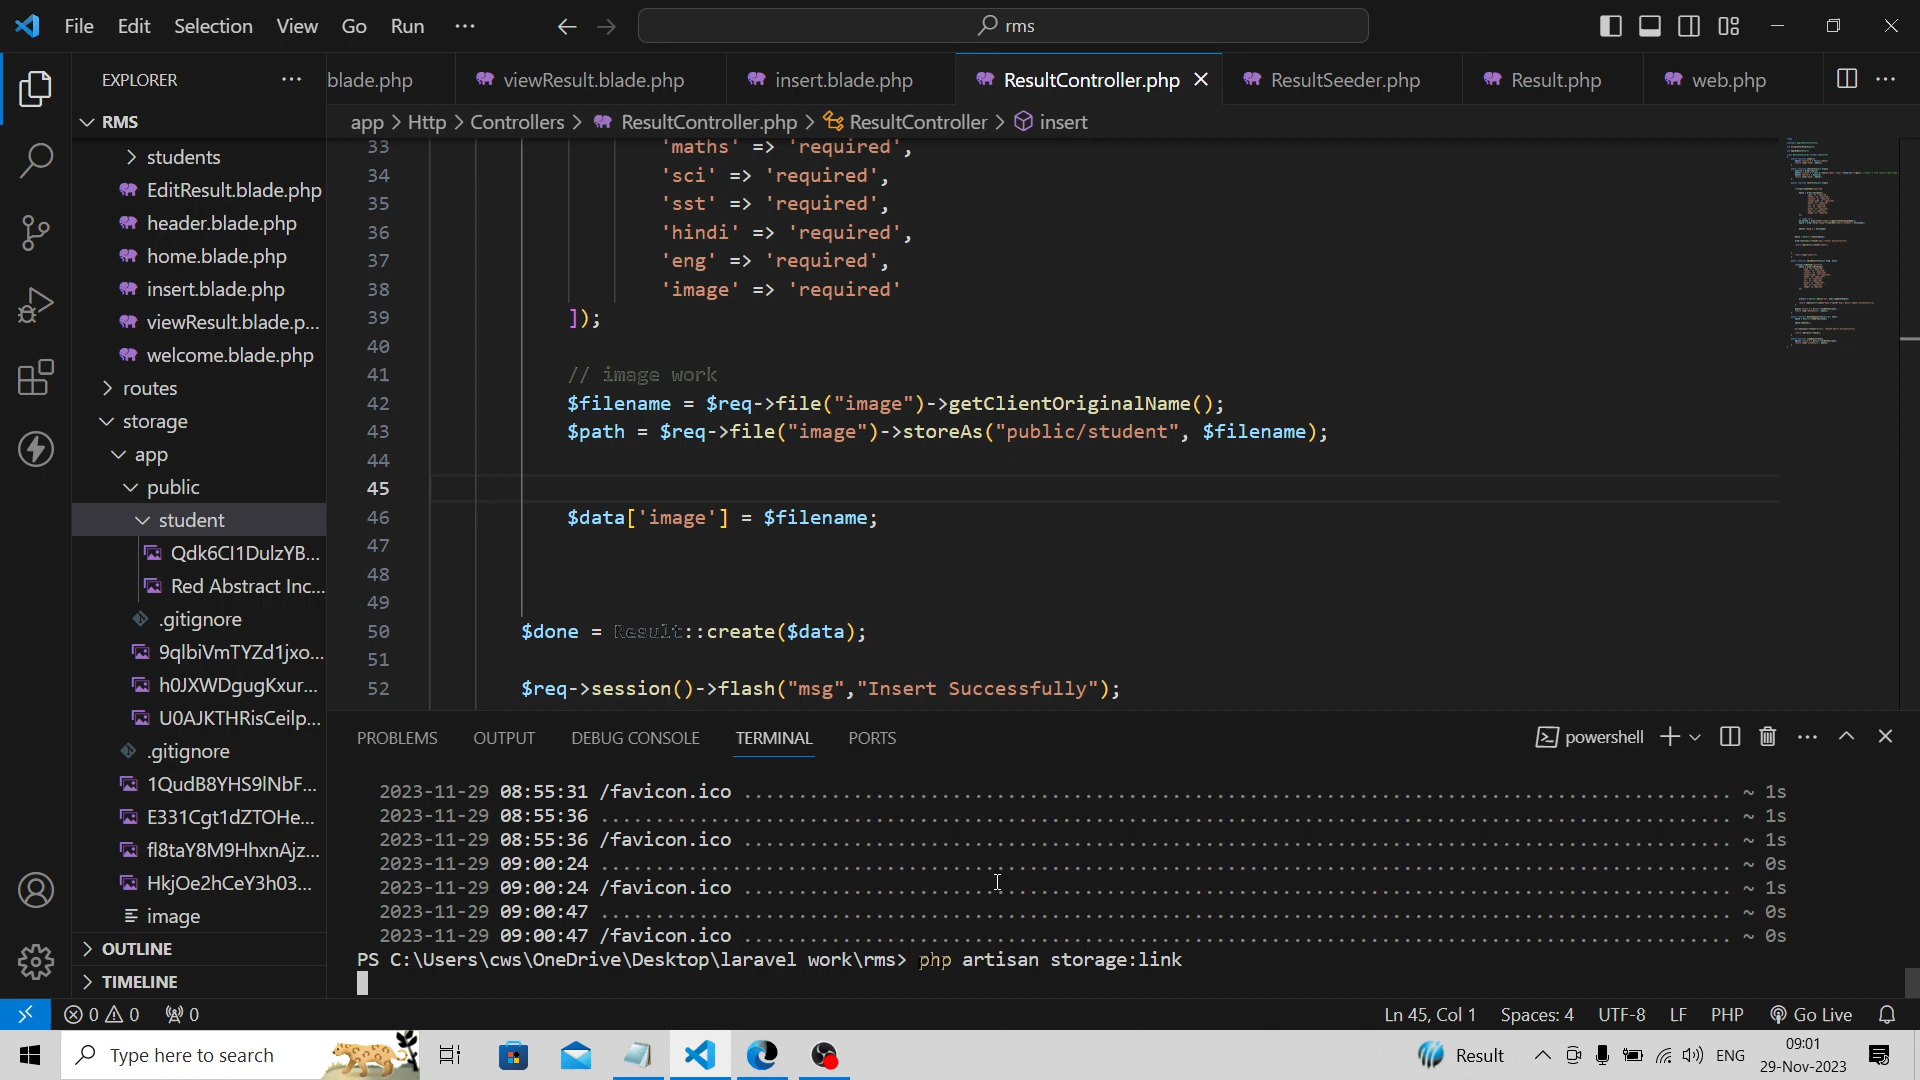 File Edit Selection View Go Run ··· rms
EXPLORER ···
blade.php viewResult.blade.php insert.blade.php ResultController.php ResultSeeder.php Result.php web.php ···
RMS
app > Http > Controllers > ResultController.php > ResultController > insert
students
EditResult.blade.php
header.blade.php
home.blade.php
insert.blade.php
viewResult.blade.p...
welcome.blade.php
routes
storage
app
public
student
Qdk6CI1DulzYB...
Red Abstract Inc...
.gitignore
9qlbiVmTYZd1jxo...
h0JXWDgugKxur...
U0AJKTHRisCeilp...
.gitignore
1QudB8YHS9lNbF...
E331Cgt1dZTOHe...
fl8taY8M9HhxnAjz...
HkjOe2hCeY3h03...
image
OUTLINE
TIMELINE
33 'maths' => 'required',
34 'sci' => 'required',
35 'sst' => 'required',
36 'hindi' => 'required',
37 'eng' => 'required',
38 'image' => 'required'
39 ]);
40
41 // image work
42 $filename = $req->file("image")->getClientOriginalName();
43 $path = $req->file("image")->storeAs("public/student", $filename);
44
45
46 $data['image'] = $filename;
47
48
49
50 $done = Result::create($data);
51
52 $req->session()->flash("msg","Insert Successfully");
PROBLEMS OUTPUT DEBUG CONSOLE TERMINAL PORTS powershell ···
2023-11-29 08:55:31 /favicon.ico ........ ~ 1s
2023-11-29 08:55:36 ........ ~ 1s
2023-11-29 08:55:36 /favicon.ico ........ ~ 1s
2023-11-29 09:00:24 ........ ~ 0s
2023-11-29 09:00:24 /favicon.ico ........ ~ 1s
2023-11-29 09:00:47 ........ ~ 0s
2023-11-29 09:00:47 /favicon.ico ........ ~ 0s
PS C:\Users\cws\OneDrive\Desktop\laravel work\rms> php artisan storage:link
0 0 0 Ln 45, Col 1 Spaces: 4 UTF-8 LF PHP Go Live
Type here to search Result ENG 09:01
29-Nov-2023